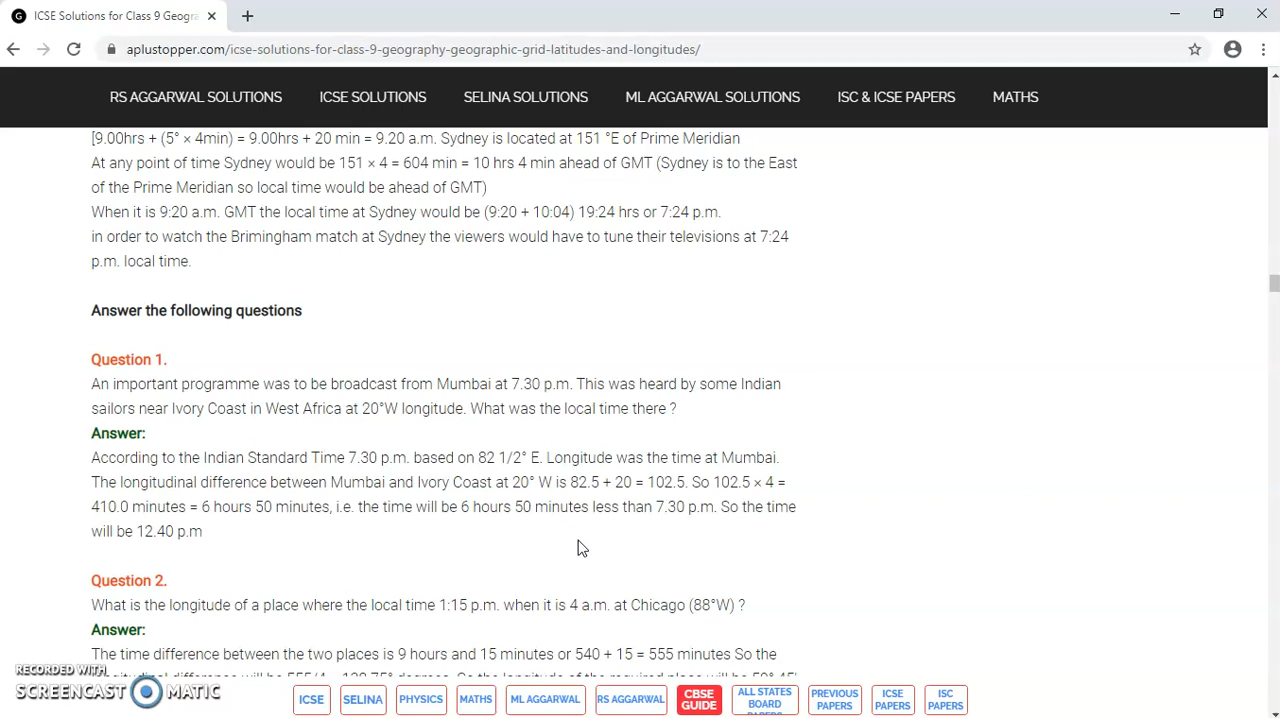 ICSE Solutions for Class 9 Geogra
aplustopper.com/icse-solutions-for-class-9-geography-geographic-grid-latitudes-and-longitudes/
RS AGGARWAL SOLUTIONS ICSE SOLUTIONS SELINA SOLUTIONS ML AGGARWAL SOLUTIONS ISC & ICSE PAPERS MATHS
[9.00hrs + (5° × 4min) = 9.00hrs + 20 min = 9.20 a.m. Sydney is located at 151 °E of Prime Meridian
At any point of time Sydney would be 151 × 4 = 604 min = 10 hrs 4 min ahead of GMT (Sydney is to the East
of the Prime Meridian so local time would be ahead of GMT)
When it is 9:20 a.m. GMT the local time at Sydney would be (9:20 + 10:04) 19:24 hrs or 7:24 p.m.
in order to watch the Brimingham match at Sydney the viewers would have to tune their televisions at 7:24
p.m. local time.
Answer the following questions
Question 1.
An important programme was to be broadcast from Mumbai at 7.30 p.m. This was heard by some Indian
sailors near Ivory Coast in West Africa at 20°W longitude. What was the local time there ?
Answer:
According to the Indian Standard Time 7.30 p.m. based on 82 1/2° E. Longitude was the time at Mumbai.
The longitudinal difference between Mumbai and Ivory Coast at 20° W is 82.5 + 20 = 102.5. So 102.5 × 4 =
410.0 minutes = 6 hours 50 minutes, i.e. the time will be 6 hours 50 minutes less than 7.30 p.m. So the time
will be 12.40 p.m
Question 2.
What is the longitude of a place where the local time 1:15 p.m. when it is 4 a.m. at Chicago (88°W) ?
Answer:
The time difference between the two places is 9 hours and 15 minutes or 540 + 15 = 555 minutes So the
RECORDED WITH
SCREENCAST MATIC
ICSE SELINA PHYSICS MATHS ML AGGARWAL RS AGGARWAL CBSE GUIDE ALL STATES BOARD PAPERS PREVIOUS PAPERS ICSE PAPERS ISC PAPERS